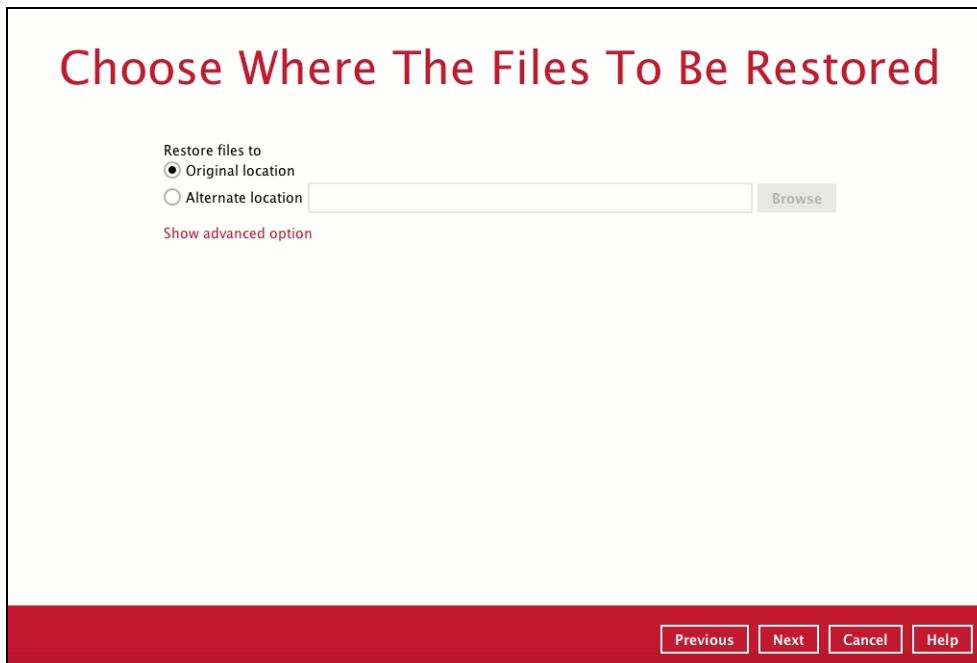 Choose Where The Files To Be Restored
Restore files to
Original location
Alternate location Browse
Show advanced option
Previous Next Cancel Help